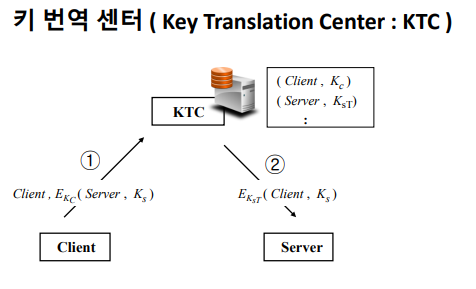 키 번역 센터 ( Key Translation Center : KTC )
( Client , Kc )
( Server , KsT)
:
KTC
①
②
Client , EKC( Server , Ks )
EKsT( Client , Ks )
Client
Server